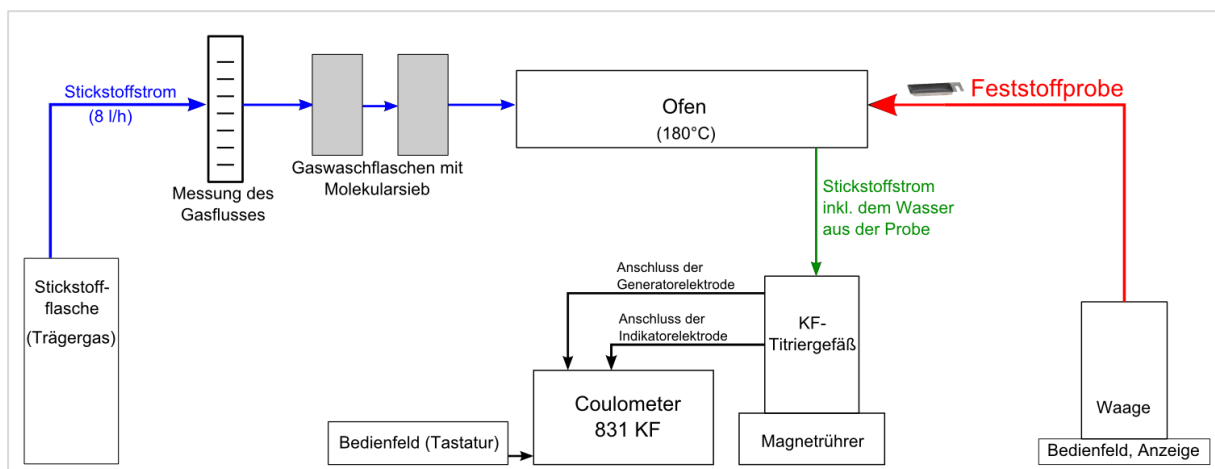 Stickstoffstrom
(8 l/h)
Messung des
Gasflusses
Gaswaschflaschen mit
Molekularsieb
Ofen
(180°C)
Feststoffprobe
Stickstoffstrom
inkl. dem Wasser
aus der Probe
Stickstoff-
flasche
(Trägergas)
Anschluss der
Generatorelektrode
Anschluss der
Indikatorelektrode
KF-
Titriergefäß
Coulometer
831 KF
Bedienfeld (Tastatur)
Magnetrührer
Waage
Bedienfeld, Anzeige